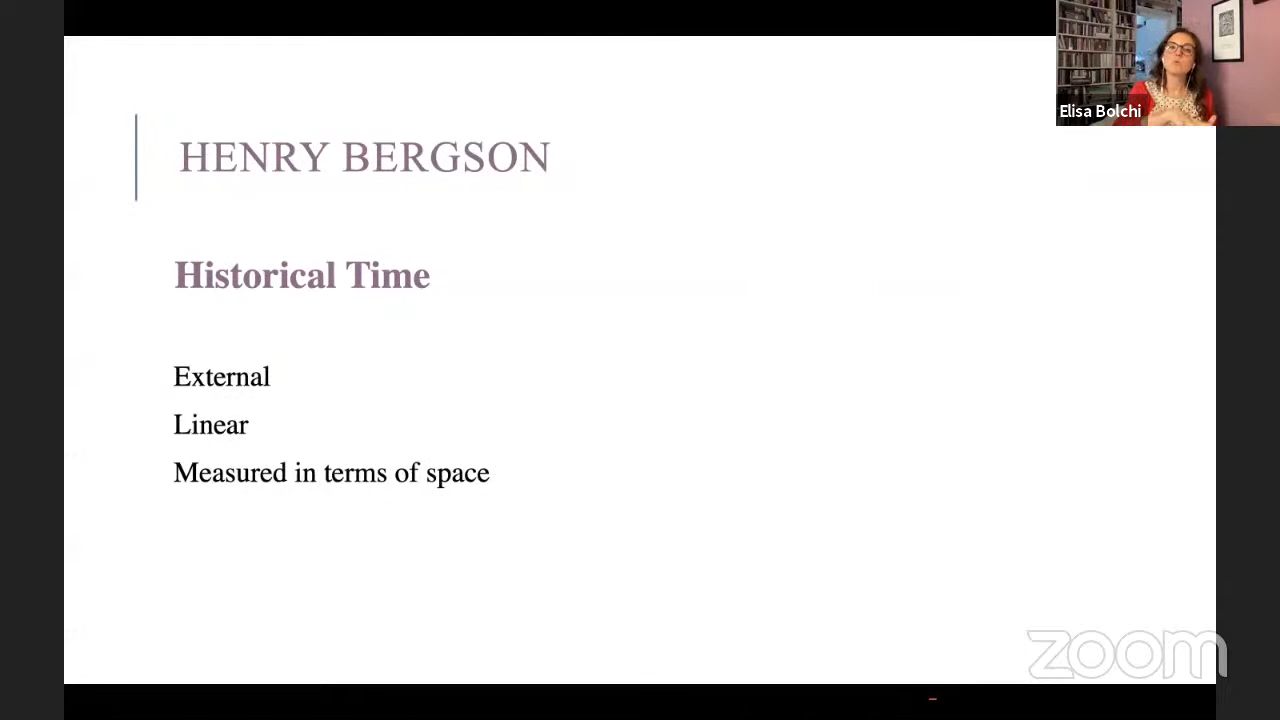 Elisa Bolchi
HENRY BERGSON
Historical Time
External
Linear
Measured in terms of space
zoom